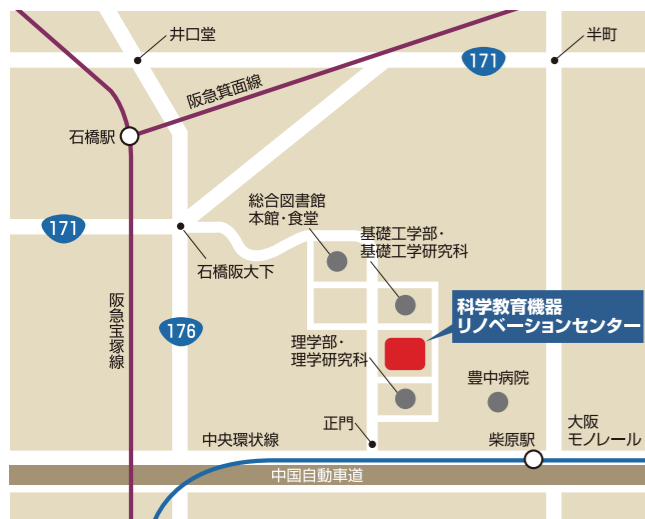 井口堂
半町
171
阪急箕面線
石橋駅
総合図書館
本館・食堂
基礎工学部・
基礎工学研究科
171
石橋阪大下
阪急宝塚線
176
科学教育機器
リノベーションセンター
理学部・
理学研究科
豊中病院
正門
大阪
モノレール
中央環状線
柴原駅
中国自動車道